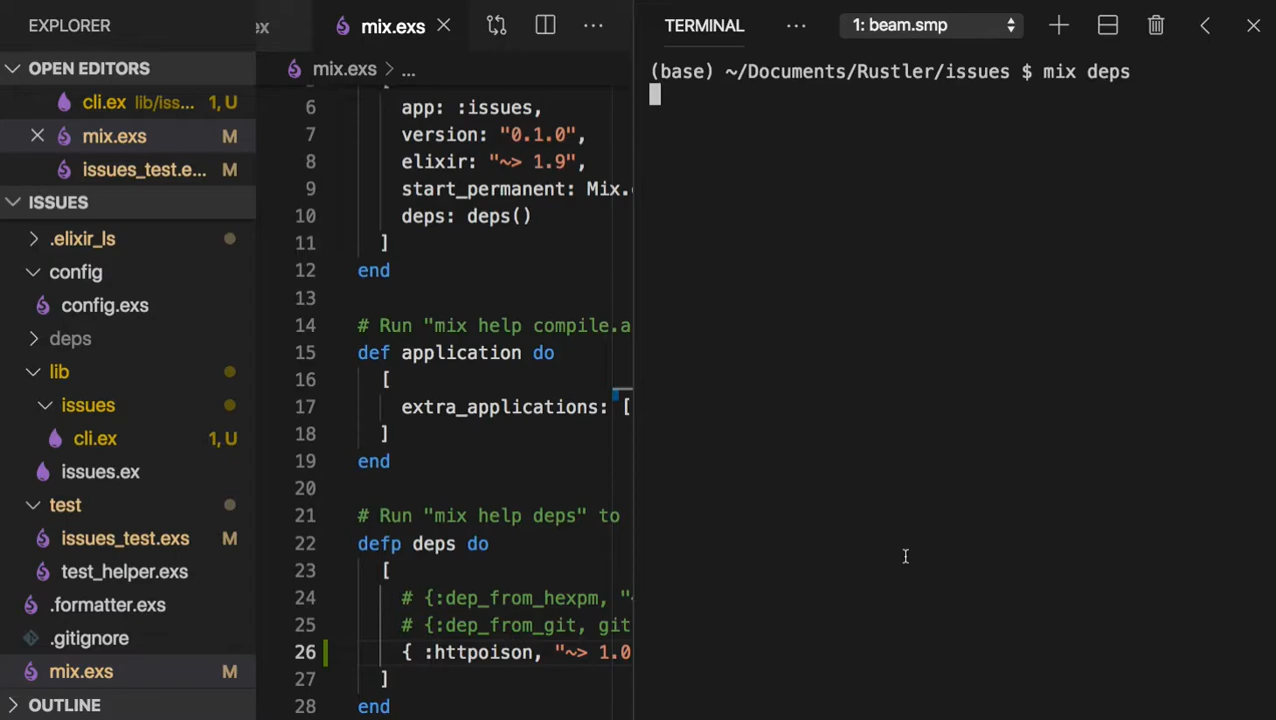 EXPLORER
OPEN EDITORS
cli.ex lib/iss... 1, U
mix.exs M
issues_test.e... M
ISSUES
.elixir_ls
config
config.exs
deps
lib
issues
cli.ex 1, U
issues.ex
test
issues_test.exs M
test_helper.exs
.formatter.exs
.gitignore
mix.exs M
OUTLINE
ex
mix.exs
mix.exs > ...
6 app: :issues,
7 version: "0.1.0",
8 elixir: "~> 1.9",
9 start_permanent: Mix.
10 deps: deps()
11 ]
12 end
13
14 # Run "mix help compile.a
15 def application do
16 [
17 extra_applications: [
18 ]
19 end
20
21 # Run "mix help deps" to
22 defp deps do
23 [
24 # {:dep_from_hexpm, "
25 # {:dep_from_git, git
26 { :httpoison, "~> 1.0
27 ]
28 end
TERMINAL
1: beam.smp
(base) ~/Documents/Rustler/issues $ mix deps